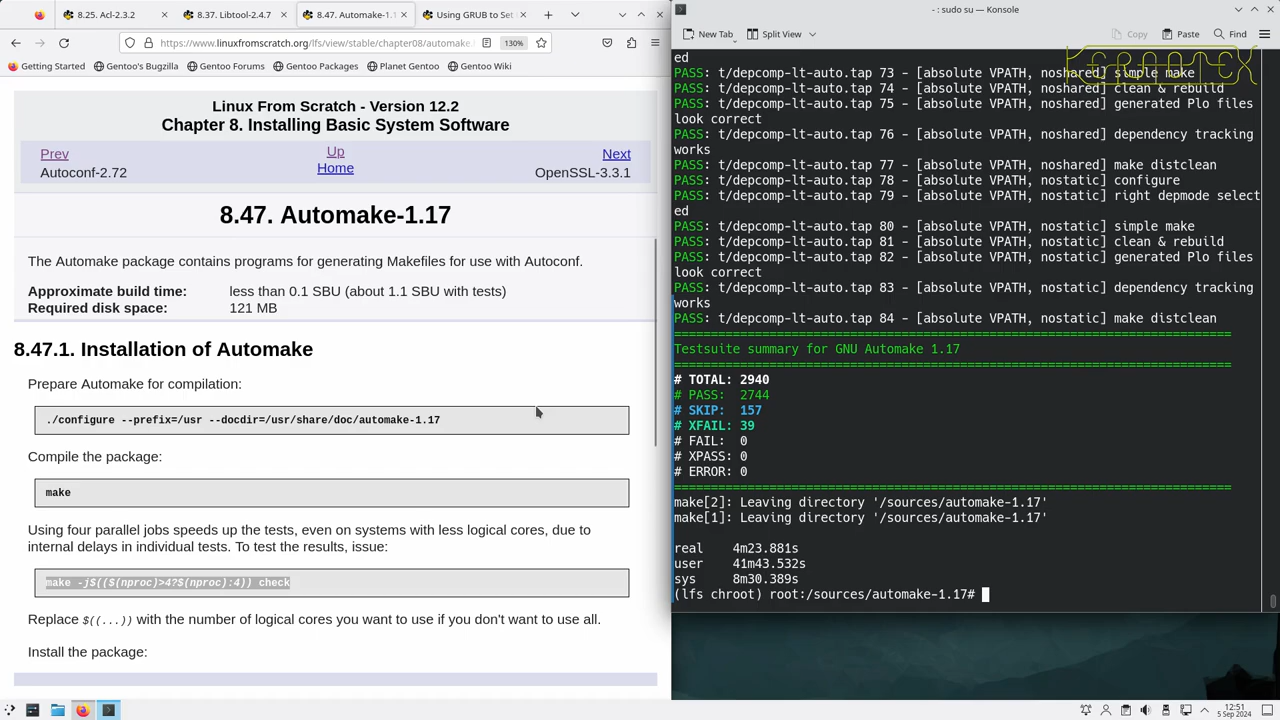 8.25. Acl-2.3.2
8.37. Libtool-2.4.7
8.47. Automake-1.1
Using GRUB to Set
https://www.linuxfromscratch.org/lfs/view/stable/chapter08/automake.
130%
Getting Started
Gentoo's Bugzilla
Gentoo Forums
Gentoo Packages
Planet Gentoo
Gentoo Wiki
Linux From Scratch - Version 12.2
Chapter 8. Installing Basic System Software
Prev
Up
Next
Autoconf-2.72
Home
OpenSSL-3.3.1
8.47. Automake-1.17
The Automake package contains programs for generating Makefiles for use with Autoconf.
Approximate build time: less than 0.1 SBU (about 1.1 SBU with tests)
Required disk space: 121 MB
8.47.1. Installation of Automake
Prepare Automake for compilation:
./configure --prefix=/usr --docdir=/usr/share/doc/automake-1.17
Compile the package:
make
Using four parallel jobs speeds up the tests, even on systems with less logical cores, due to
internal delays in individual tests. To test the results, issue:
make -j$(($(nproc)>4?$(nproc):4)) check
Replace $((...)) with the number of logical cores you want to use if you don't want to use all.
Install the package:
- : sudo su — Konsole
New Tab
Split View
Copy
Paste
Find
KERNOTEX
ed
PASS: t/depcomp-lt-auto.tap 73 - [absolute VPATH, noshared] simple make
PASS: t/depcomp-lt-auto.tap 74 - [absolute VPATH, noshared] clean & rebuild
PASS: t/depcomp-lt-auto.tap 75 - [absolute VPATH, noshared] generated Plo files
look correct
PASS: t/depcomp-lt-auto.tap 76 - [absolute VPATH, noshared] dependency tracking
works
PASS: t/depcomp-lt-auto.tap 77 - [absolute VPATH, noshared] make distclean
PASS: t/depcomp-lt-auto.tap 78 - [absolute VPATH, nostatic] configure
PASS: t/depcomp-lt-auto.tap 79 - [absolute VPATH, nostatic] right depmode select
ed
PASS: t/depcomp-lt-auto.tap 80 - [absolute VPATH, nostatic] simple make
PASS: t/depcomp-lt-auto.tap 81 - [absolute VPATH, nostatic] clean & rebuild
PASS: t/depcomp-lt-auto.tap 82 - [absolute VPATH, nostatic] generated Plo files
look correct
PASS: t/depcomp-lt-auto.tap 83 - [absolute VPATH, nostatic] dependency tracking
works
PASS: t/depcomp-lt-auto.tap 84 - [absolute VPATH, nostatic] make distclean
============================================================================
Testsuite summary for GNU Automake 1.17
============================================================================
# TOTAL: 2940
# PASS: 2744
# SKIP: 157
# XFAIL: 39
# FAIL: 0
# XPASS: 0
# ERROR: 0
============================================================================
make[2]: Leaving directory '/sources/automake-1.17'
make[1]: Leaving directory '/sources/automake-1.17'
real 4m23.881s
user 41m43.532s
sys 8m30.389s
(lfs chroot) root:/sources/automake-1.17#
12:51
5 Sep 2024